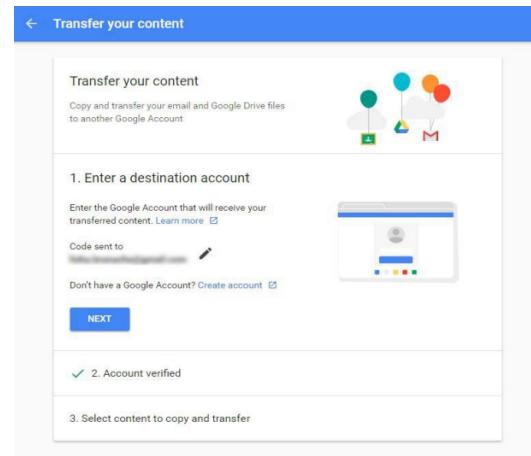 Transfer your content
Transfer your content
Copy and transfer your email and Google Drive files
to another Google Account
1. Enter a destination account
Enter the Google Account that will receive your
transferred content. Learn more
Code sent to
Don't have a Google Account? Create account
NEXT
2. Account verified
3. Select content to copy and transfer